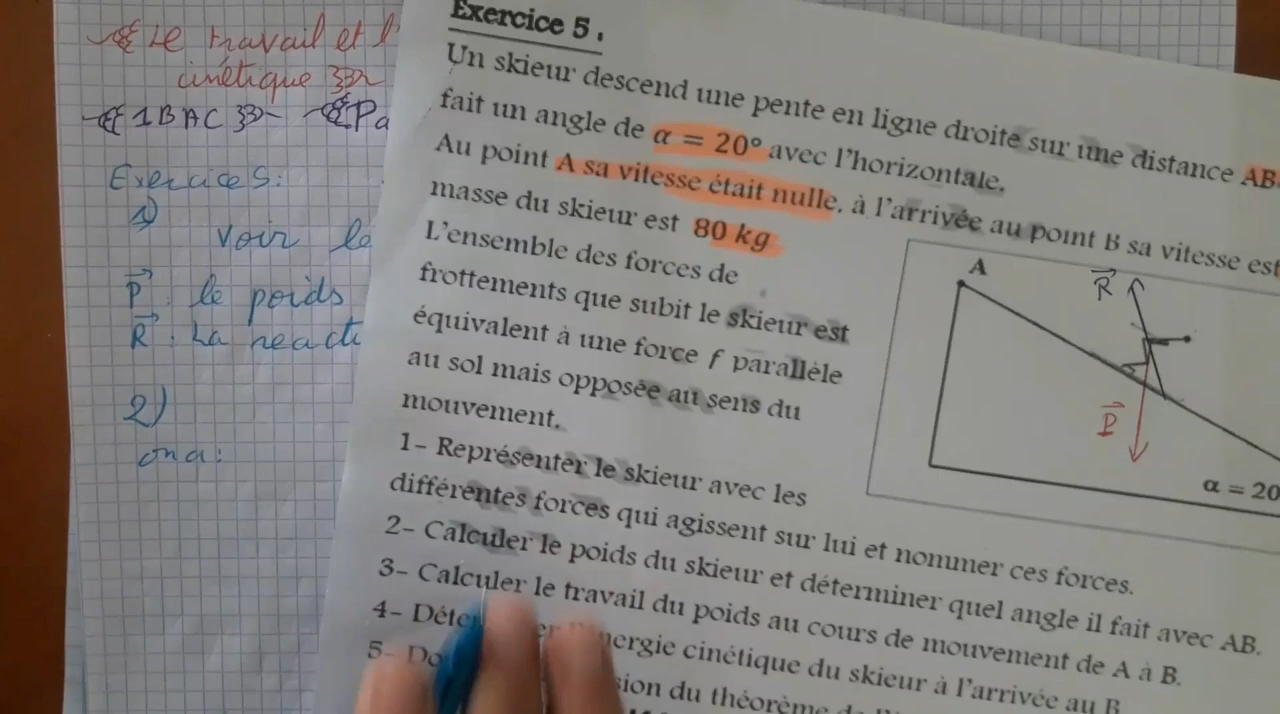 Le travail et l'
cinétique
1BAC Pa
Exercice 5:
1)
Voir le
P : le poids
R : La reacti
2)
on a :
Exercice 5 .
Un skieur descend une pente en ligne droite sur une distance AB
fait un angle de α = 20° avec l'horizontale.
Au point A sa vitesse était nulle. à l'arrivée au point B sa vitesse est
masse du skieur est 80 kg
L'ensemble des forces de
frottements que subit le skieur est
équivalent à une force f parallèle
au sol mais opposée au sens du
mouvement.
1- Représenter le skieur avec les
différentes forces qui agissent sur lui et nommer ces forces.
2- Calculer le poids du skieur et déterminer quel angle il fait avec AB.
3- Calculer le travail du poids au cours de mouvement de A à B.
4- Déte er l'énergie cinétique du skieur à l'arrivée au B
5- Do sion du théorème de l'
A
R
P
α = 20